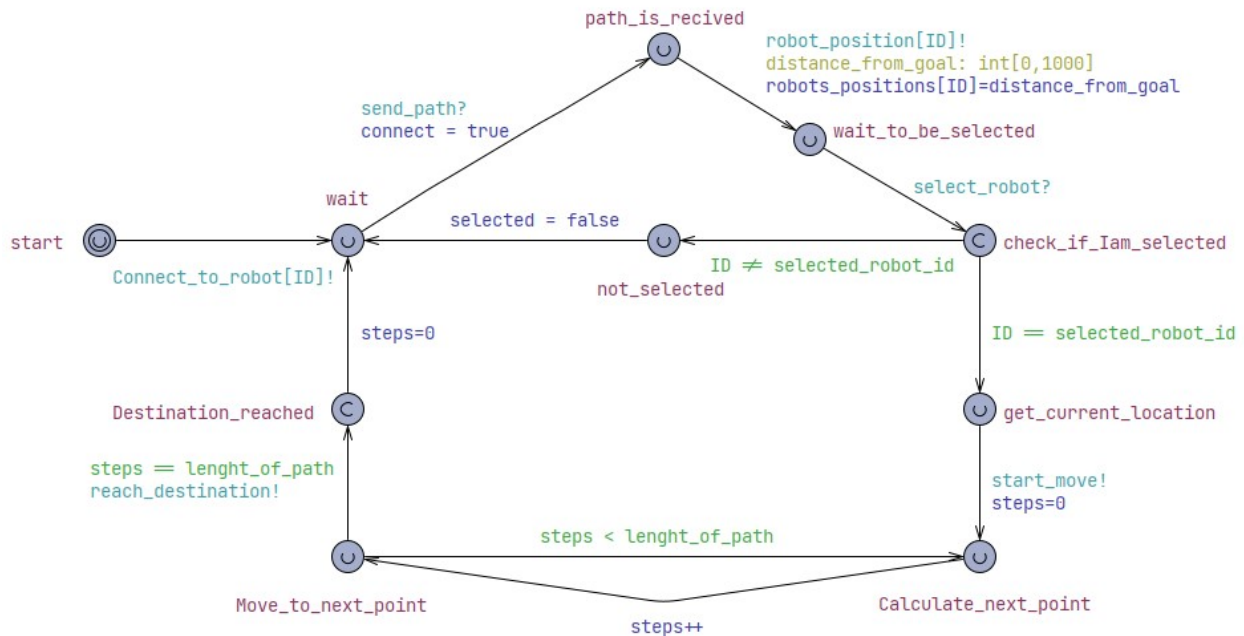 path_is_recived
robot_position[ID]!
distance_from_goal: int[0,1000]
robots_positions[ID]=distance_from_goal
send_path?
connect = true
wait_to_be_selected
select_robot?
wait
selected = false
start
check_if_Iam_selected
ID ≠ selected_robot_id
Connect_to_robot[ID]!
not_selected
steps=0
ID == selected_robot_id
Destination_reached
get_current_location
steps == lenght_of_path
reach_destination!
start_move!
steps=0
steps < lenght_of_path
Move_to_next_point
Calculate_next_point
steps++